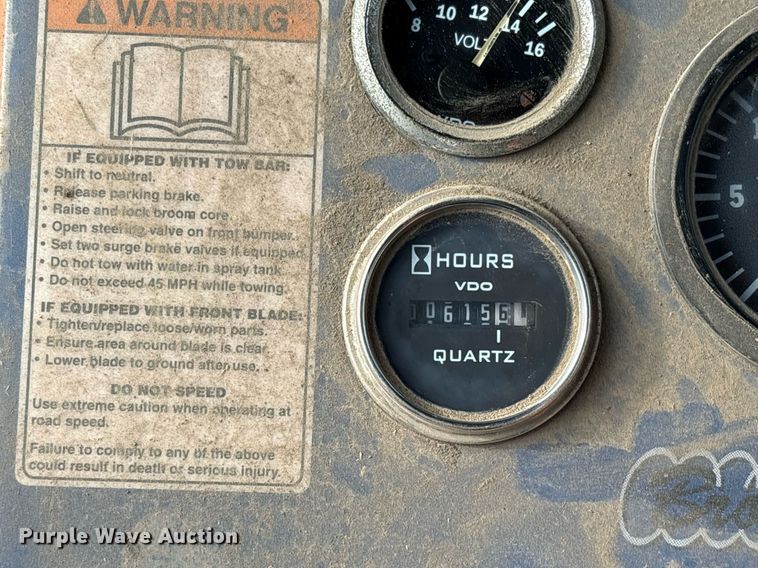 WARNING
IF EQUIPPED WITH TOW BAR:
• Shift to neutral.
• Release parking brake.
• Raise and lock broom core.
• Open steering valve on front bumper.
• Set two surge brake valves if equipped
• Do not tow with water in spray tank.
• Do not exceed 45 MPH while towing.
IF EQUIPPED WITH FRONT BLADE:
• Tighten/replace loose/worn parts.
• Ensure area around blade is clear.
• Lower blade to ground after use.
DO NOT SPEED
Use extreme caution when operating at
road speed.
Failure to comply to any of the above
could result in death or serious injury.
8 10 12 14 16
VOLT
VDO
HOURS
VDO
QUARTZ
5
Purple Wave Auction